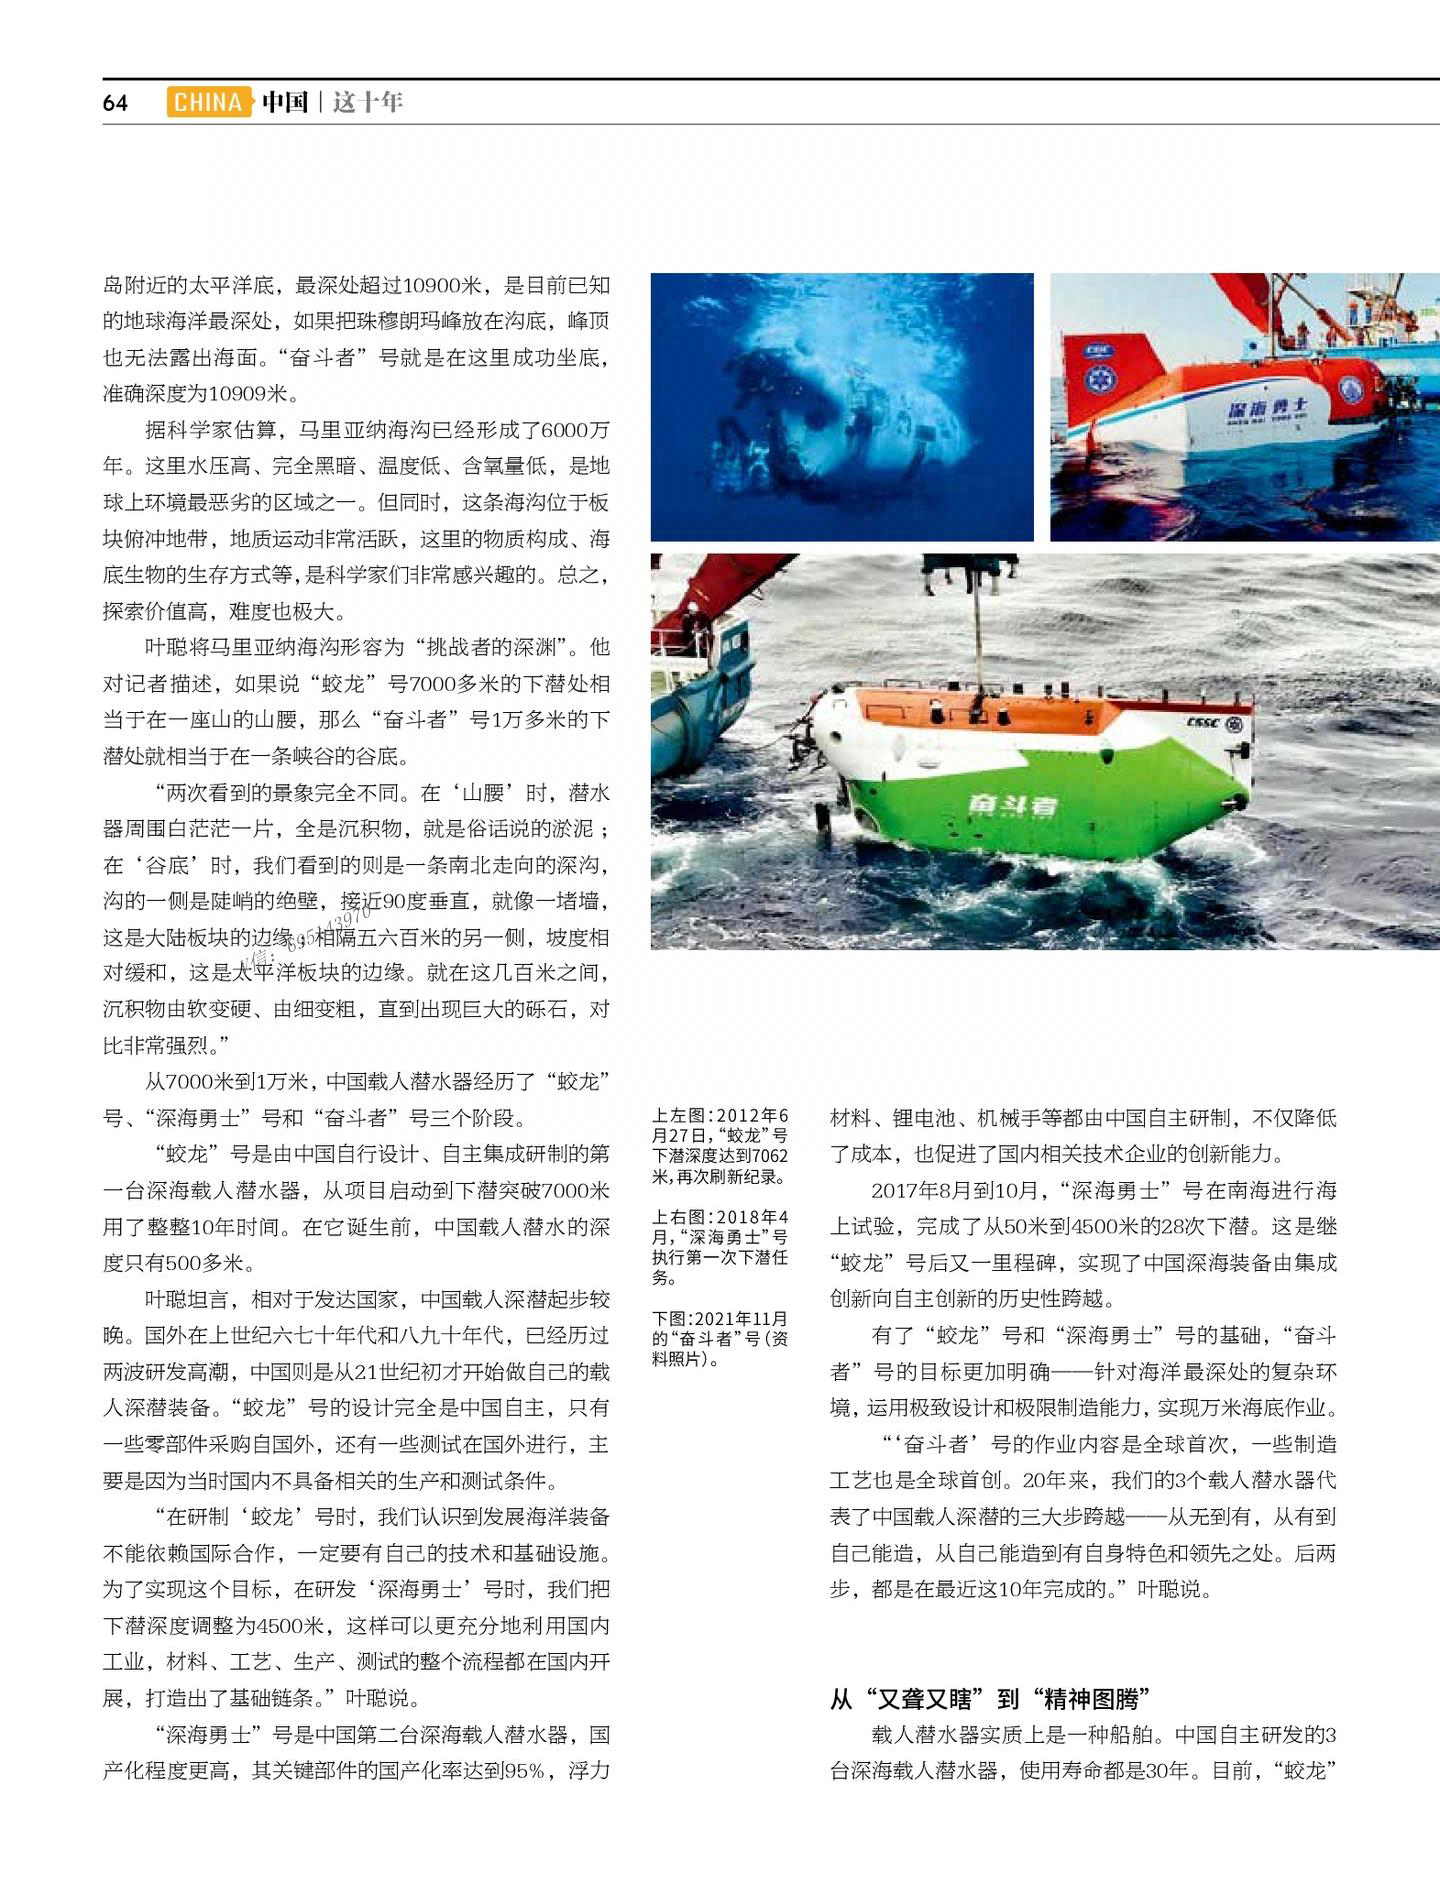 64 CHINA 中国 | 这十年
岛附近的太平洋底，最深处超过10900米，是目前已知
的地球海洋最深处，如果把珠穆朗玛峰放在沟底，峰顶
也无法露出海面。“奋斗者”号就是在这里成功坐底，
准确深度为10909米。
据科学家估算，马里亚纳海沟已经形成了6000万
年。这里水压高、完全黑暗、温度低、含氧量低，是地
球上环境最恶劣的区域之一。但同时，这条海沟位于板
块俯冲地带，地质运动非常活跃，这里的物质构成、海
底生物的生存方式等，是科学家们非常感兴趣的。总之，
探索价值高，难度也极大。
叶聪将马里亚纳海沟形容为“挑战者的深渊”。他
对记者描述，如果说“蛟龙”号7000多米的下潜处相
当于在一座山的山腰，那么“奋斗者”号1万多米的下
潜处就相当于在一条峡谷的谷底。
“两次看到的景象完全不同。在‘山腰’时，潜水
器周围白茫茫一片，全是沉积物，就是俗话说的淤泥；
在‘谷底’时，我们看到的则是一条南北走向的深沟，
沟的一侧是陡峭的绝壁，接近90度垂直，就像一堵墙，
这是大陆板块的边缘；相隔五六百米的另一侧，坡度相
对缓和，这是太平洋板块的边缘。就在这几百米之间，
沉积物由软变硬、由细变粗，直到出现巨大的砾石，对
比非常强烈。”
从7000米到1万米，中国载人潜水器经历了“蛟龙”
号、“深海勇士”号和“奋斗者”号三个阶段。
“蛟龙”号是由中国自行设计、自主集成研制的第
一台深海载人潜水器，从项目启动到下潜突破7000米
用了整整10年时间。在它诞生前，中国载人潜水的深
度只有500多米。
叶聪坦言，相对于发达国家，中国载人深潜起步较
晚。国外在上世纪六七十年代和八九十年代，已经历过
两波研发高潮，中国则是从21世纪初才开始做自己的载
人深潜装备。“蛟龙”号的设计完全是中国自主，只有
一些零部件采购自国外，还有一些测试在国外进行，主
要是因为当时国内不具备相关的生产和测试条件。
“在研制‘蛟龙’号时，我们认识到发展海洋装备
不能依赖国际合作，一定要有自己的技术和基础设施。
为了实现这个目标，在研发‘深海勇士’号时，我们把
下潜深度调整为4500米，这样可以更充分地利用国内
工业，材料、工艺、生产、测试的整个流程都在国内开
展，打造出了基础链条。”叶聪说。
“深海勇士”号是中国第二台深海载人潜水器，国
产化程度更高，其关键部件的国产化率达到95%，浮力
深海勇士
SHEN HAI YONG SHI
CSSC
CSSC
奋斗者
上左图：2012年6
月27日，“蛟龙”号
下潜深度达到7062
米，再次刷新纪录。
上右图：2018年4
月，“深海勇士”号
执行第一次下潜任
务。
下图：2021年11月
的“奋斗者”号（资
料照片）。
材料、锂电池、机械手等都由中国自主研制，不仅降低
了成本，也促进了国内相关技术企业的创新能力。
2017年8月到10月，“深海勇士”号在南海进行海
上试验，完成了从50米到4500米的28次下潜。这是继
“蛟龙”号后又一里程碑，实现了中国深海装备由集成
创新向自主创新的历史性跨越。
有了“蛟龙”号和“深海勇士”号的基础，“奋斗
者”号的目标更加明确——针对海洋最深处的复杂环
境，运用极致设计和极限制造能力，实现万米海底作业。
“‘奋斗者’号的作业内容是全球首次，一些制造
工艺也是全球首创。20年来，我们的3个载人潜水器代
表了中国载人深潜的三大步跨越——从无到有，从有到
自己能造，从自己能造到有自身特色和领先之处。后两
步，都是在最近这10年完成的。”叶聪说。
从“又聋又瞎”到“精神图腾”
载人潜水器实质上是一种船舶。中国自主研发的3
台深海载人潜水器，使用寿命都是30年。目前，“蛟龙”